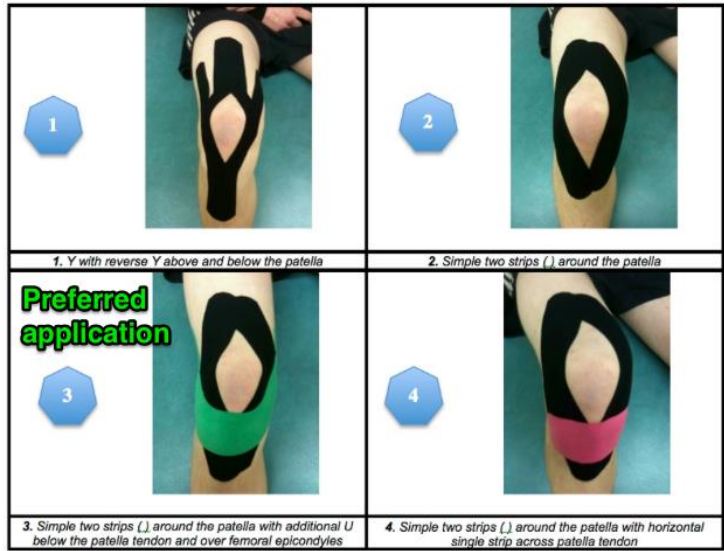 1
2
1. Y with reverse Y above and below the patella
2. Simple two strips (,) around the patella
Preferred
application
3
4
3. Simple two strips (,) around the patella with additional U
below the patella tendon and over femoral epicondyles
4. Simple two strips (,) around the patella with horizontal
single strip across patella tendon